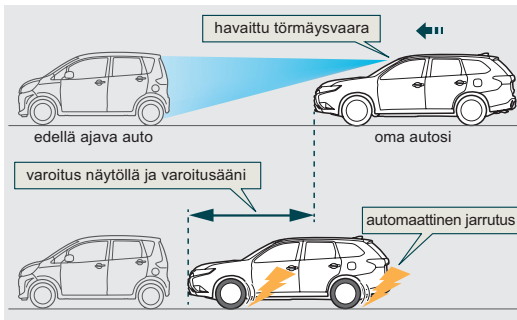 havaittu törmäysvaara
edellä ajava auto
oma autosi
varoitus näytöllä ja varoitusääni
automaattinen jarrutus